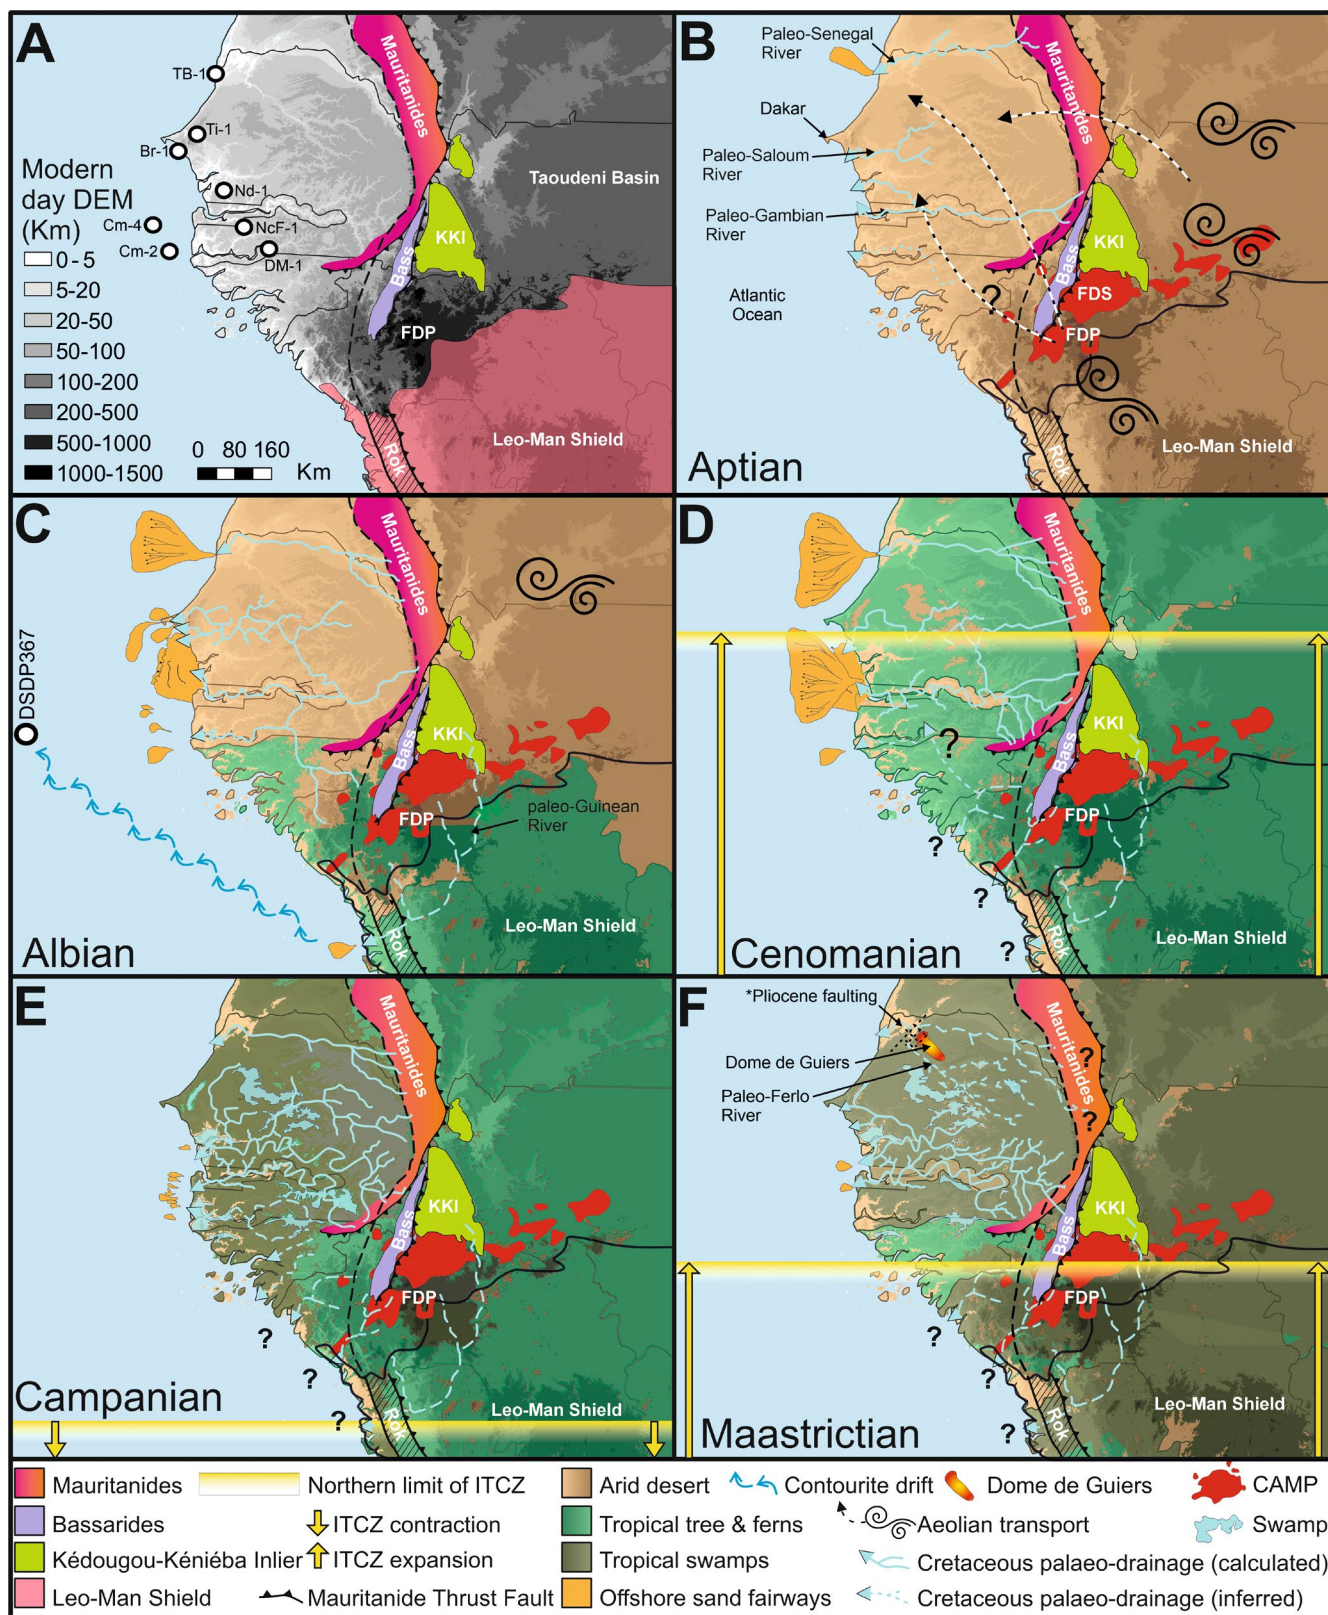 A
TB-1
Ti-1
Br-1
Nd-1
Cm-4
NcF-1
Cm-2
DM-1
Modern
day DEM
(Km)
0 - 5
5-20
20-50
50-100
100-200
200-500
500-1000
1000-1500
0 80 160
Km
Mauritanides
Taoudeni Basin
KKI
Bass
FDP
Leo-Man Shield
Rok
B
Paleo-Senegal
River
Dakar
Paleo-Saloum
River
Paleo-Gambian
River
Atlantic
Ocean
Mauritanides
KKI
Bass
?
FDS
FDP
Leo-Man Shield
Rok
Aptian
C
DSDP367
Mauritanides
KKI
Bass
FDP
paleo-Guinean
River
Leo-Man Shield
Rok
Albian
D
Mauritanides
KKI
Bass
?
FDP
?
?
?
Leo-Man Shield
Rok
Cenomanian
E
Mauritanides
KKI
Bass
FDP
?
?
?
Leo-Man Shield
Rok
Campanian
F
*Pliocene faulting
Dome de Guiers
Paleo-Ferlo
River
Mauritanides
?
?
KKI
Bass
FDP
?
?
?
Leo-Man Shield
Rok
Maastrictian
Mauritanides
Northern limit of ITCZ
Arid desert
Contourite drift
Dome de Guiers
CAMP
Bassarides
ITCZ contraction
Tropical tree & ferns
Aeolian transport
Swamp
Kédougou-Kéniéba Inlier
ITCZ expansion
Tropical swamps
Cretaceous palaeo-drainage (calculated)
Leo-Man Shield
Mauritanide Thrust Fault
Offshore sand fairways
Cretaceous palaeo-drainage (inferred)